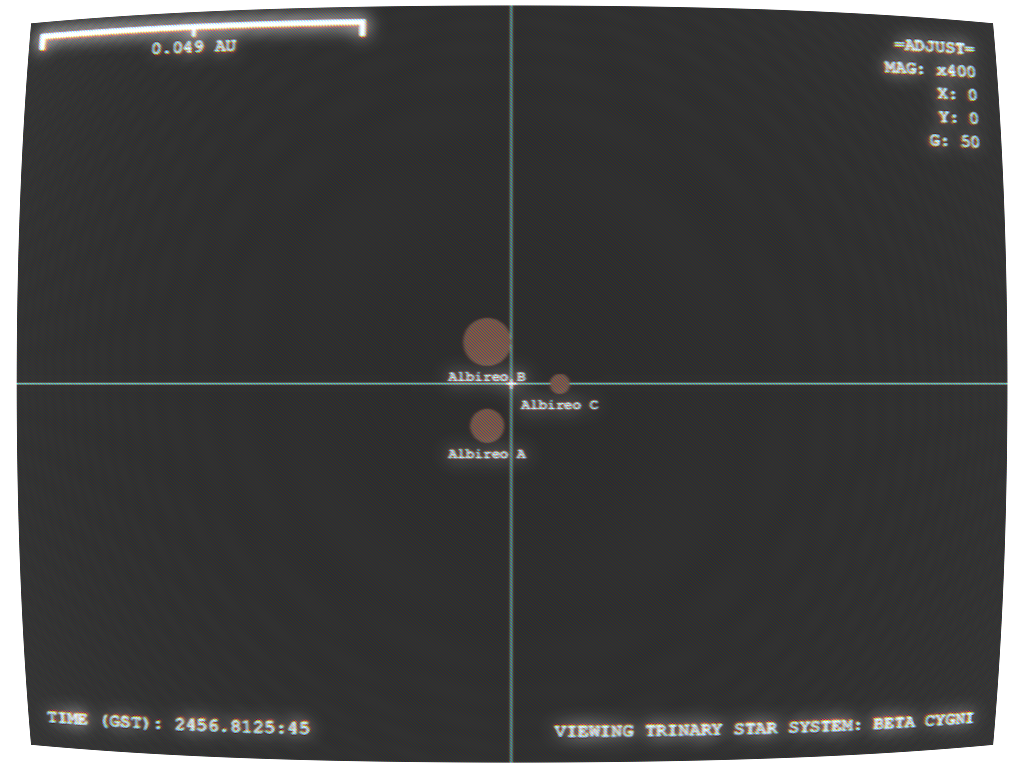 0.049 AU
=ADJUST=
MAG: x400
X: 0
Y: 0
G: 50
Albireo B
Albireo C
Albireo A
TIME (GST): 2456.8125:45
VIEWING TRINARY STAR SYSTEM: BETA CYGNI